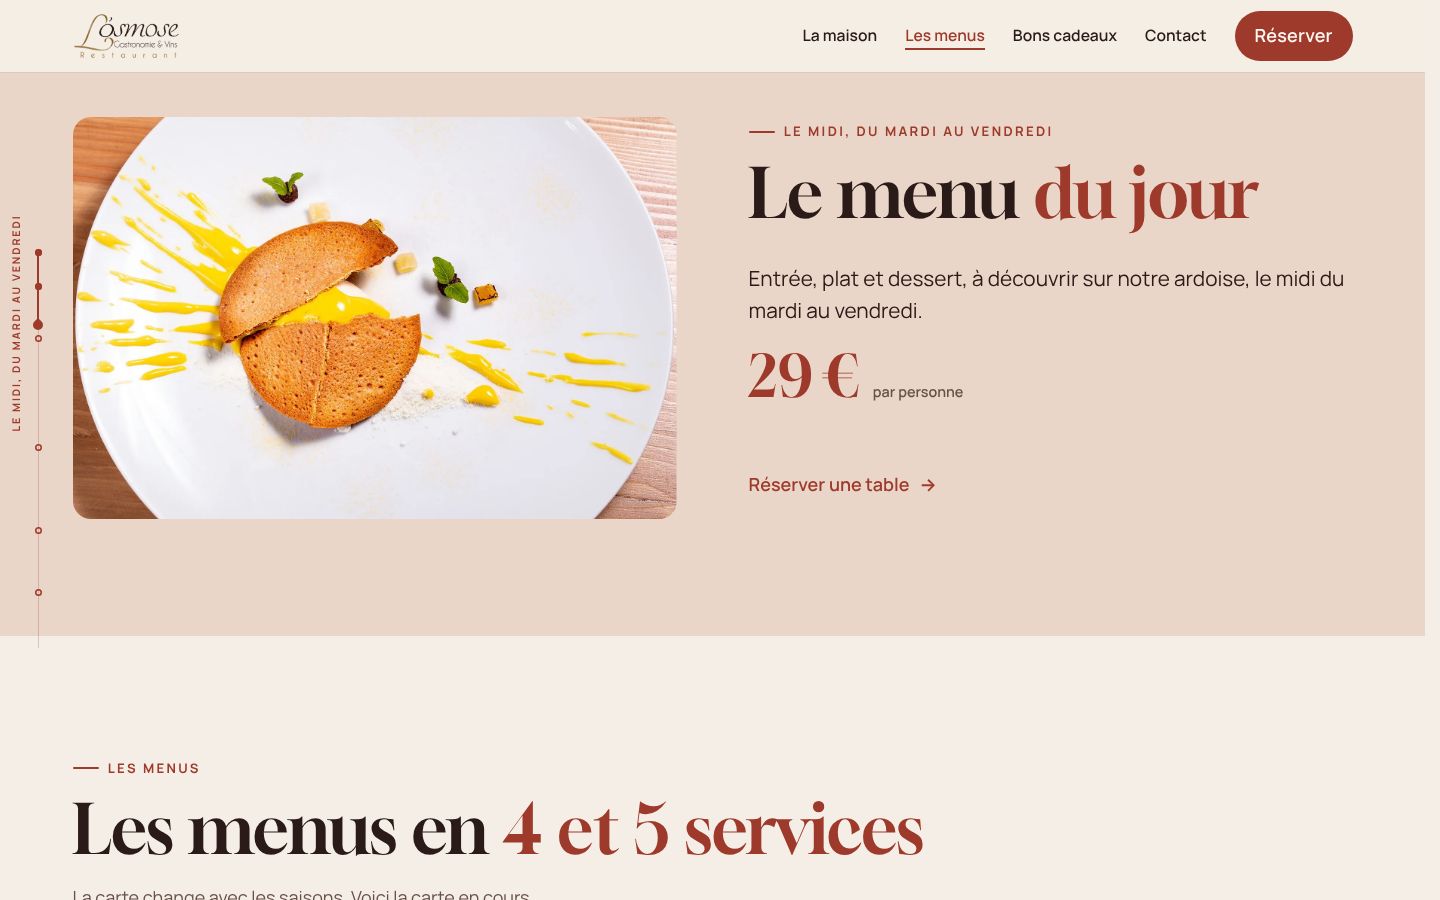 L'osmose
Gastronomie & Vins
Restaurant
La maison
Les menus
Bons cadeaux
Contact
Réserver
LE MIDI, DU MARDI AU VENDREDI
LE MIDI, DU MARDI AU VENDREDI
Le menu du jour
Entrée, plat et dessert, à découvrir sur notre ardoise, le midi du
mardi au vendredi.
29 € par personne
Réserver une table →
LES MENUS
Les menus en 4 et 5 services
La carte change avec les saisons. Voici la carte en cours.